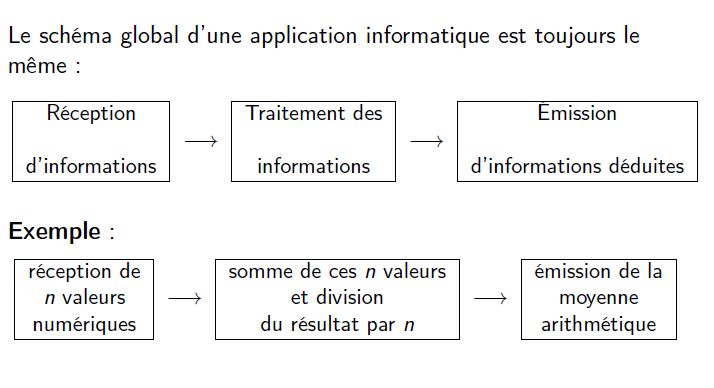 Le schéma global d'une application informatique est toujours le
même :
Réception
d'informations
⟶
Traitement des
informations
⟶
Émission
d'informations déduites
Exemple :
réception de
n valeurs
numériques
⟶
somme de ces n valeurs
et division
du résultat par n
⟶
émission de la
moyenne
arithmétique